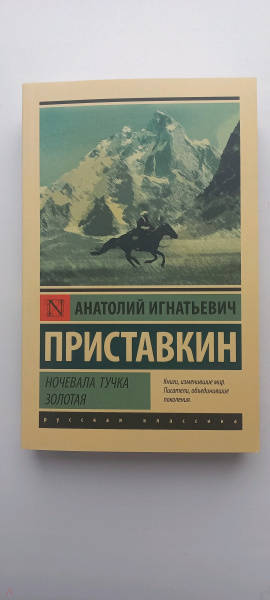 АНАТОЛИЙ ИГНАТЬЕВИЧ
ПРИСТАВКИН
НОЧЕВАЛА ТУЧКА
ЗОЛОТАЯ
Книги, изменившие мир.
Писатели, объединившие
поколения.
русская классика